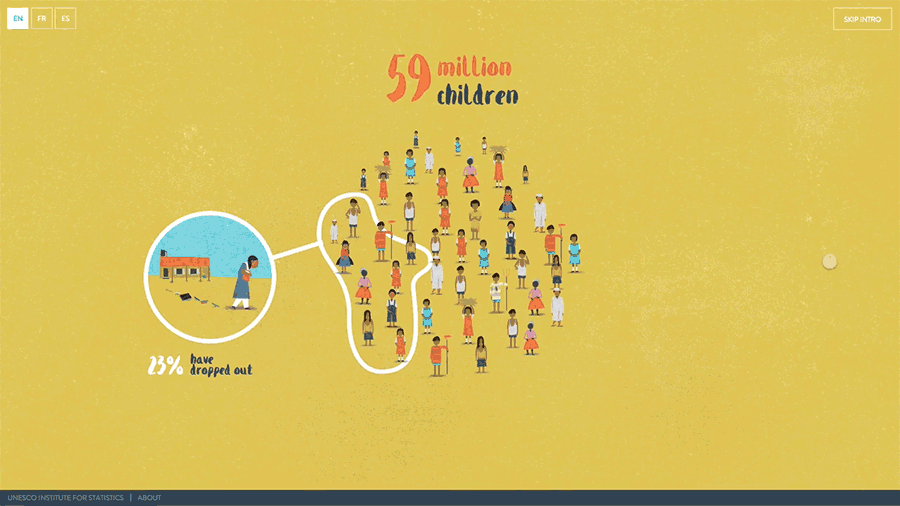 EN FR ES
SKIP INTRO
59 million
children
23% have
dropped out
UNESCO INSTITUTE FOR STATISTICS | ABOUT